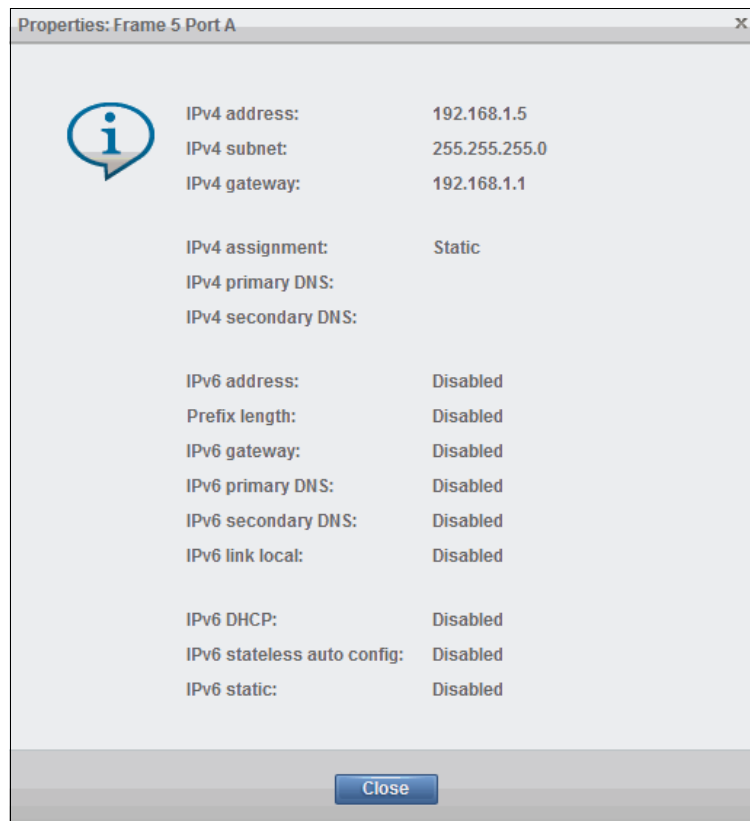 Properties: Frame 5 Port A x
IPv4 address: 192.168.1.5
IPv4 subnet: 255.255.255.0
IPv4 gateway: 192.168.1.1
IPv4 assignment: Static
IPv4 primary DNS:
IPv4 secondary DNS:
IPv6 address: Disabled
Prefix length: Disabled
IPv6 gateway: Disabled
IPv6 primary DNS: Disabled
IPv6 secondary DNS: Disabled
IPv6 link local: Disabled
IPv6 DHCP: Disabled
IPv6 stateless auto config: Disabled
IPv6 static: Disabled
Close